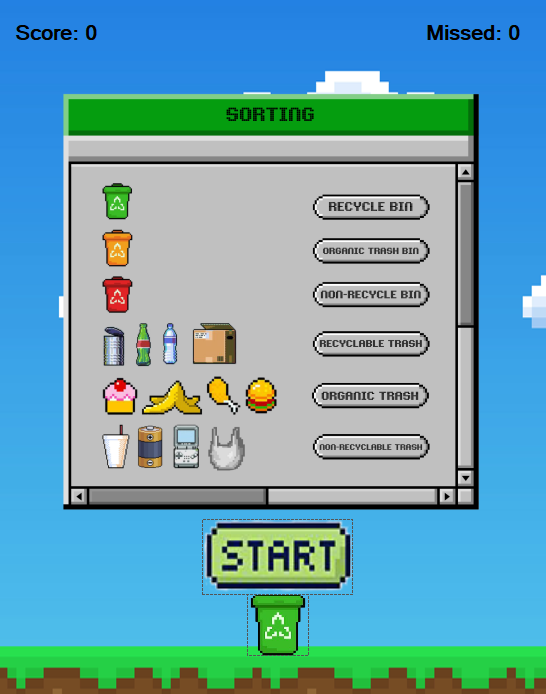 Score: 0
Missed: 0
SORTING
RECYCLE BIN
ORGANIC TRASH BIN
NON-RECYCLE BIN
RECYCLABLE TRASH
ORGANIC TRASH
NON-RECYCLABLE TRASH
START